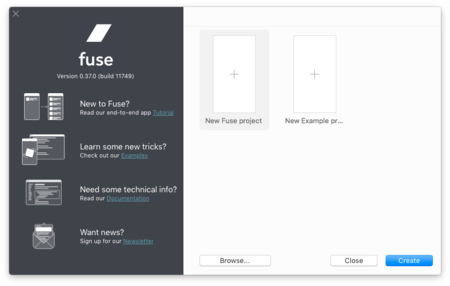 fuse
Version 0.37.0 (build 11749)
New to Fuse?
Read our end-to-end app Tutorial
Learn some new tricks?
Check out our Examples
Need some technical info?
Read our Documentation
Want news?
Sign up for our Newsletter
New Fuse project
New Example pr...
Browse...
Close
Create